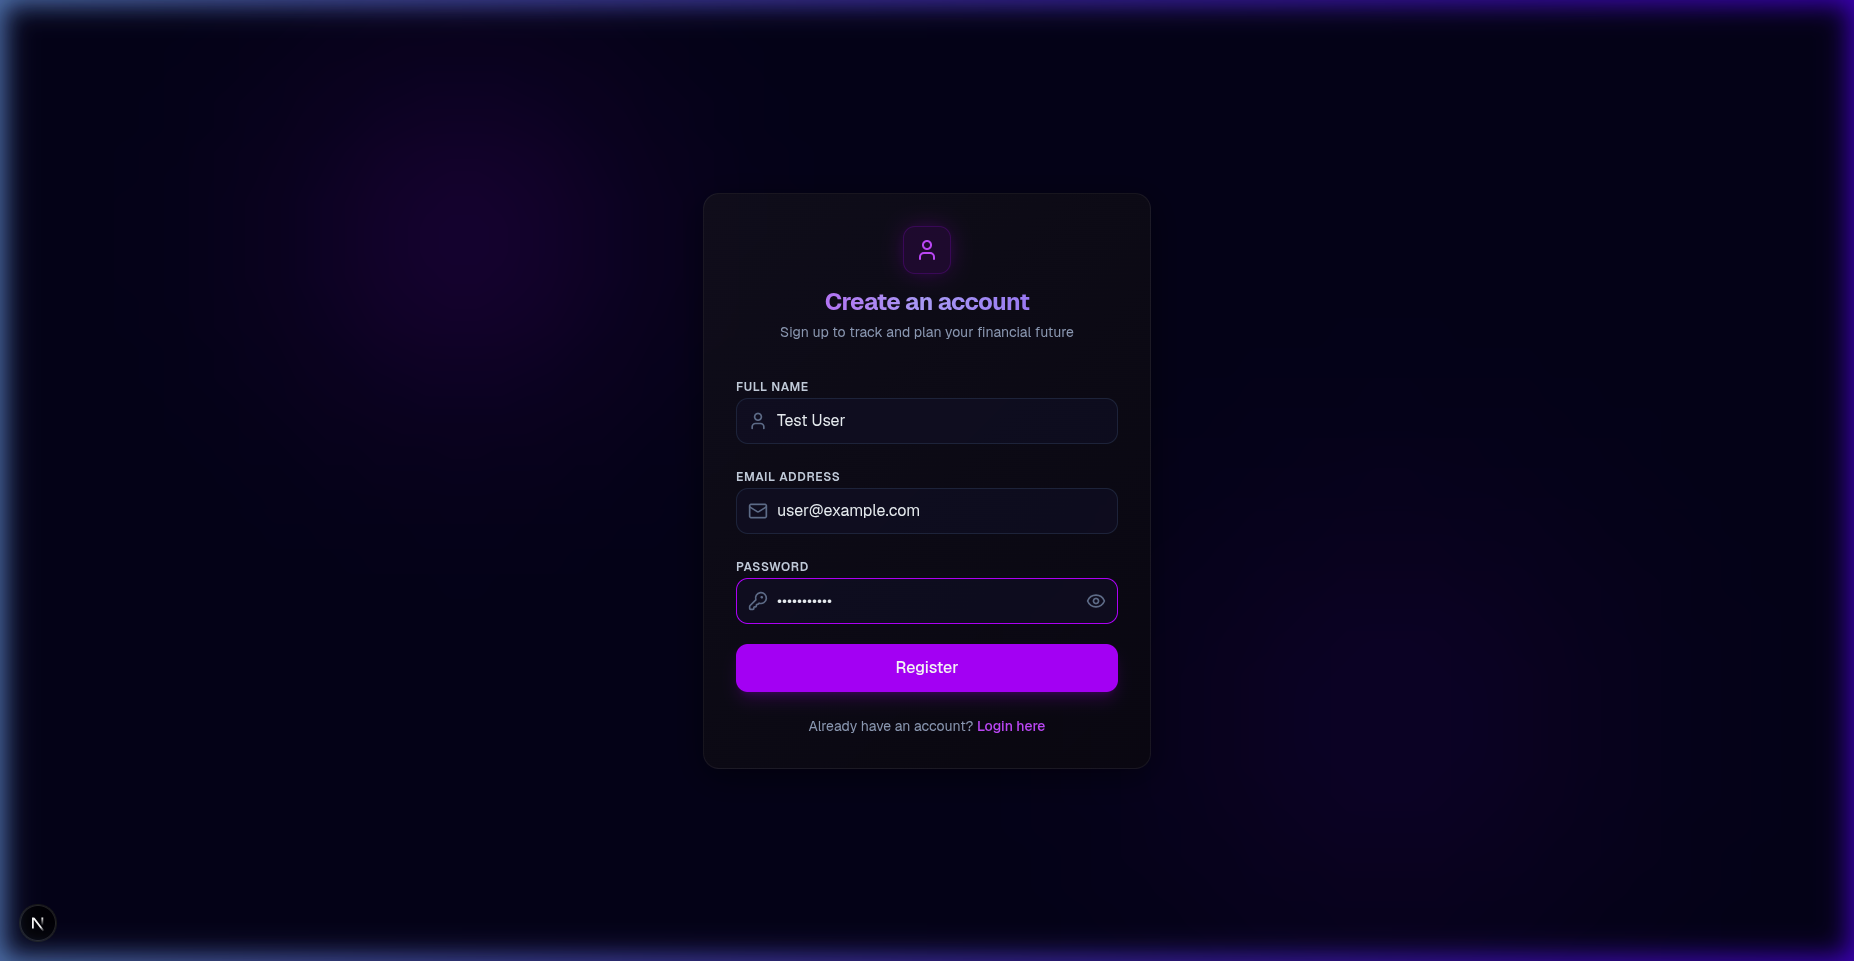 Create an account
Sign up to track and plan your financial future
FULL NAME
Test User
EMAIL ADDRESS
user@example.com
PASSWORD
•••••••••••
Register
Already have an account? Login here
N